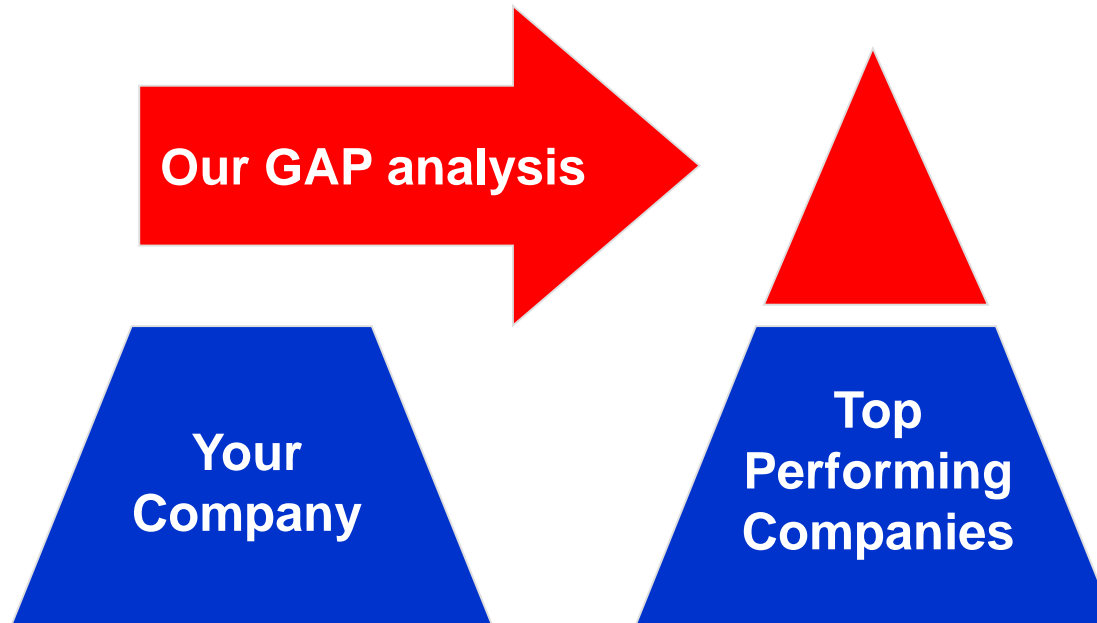 Our GAP analysis
Your
Company
Top
Performing
Companies